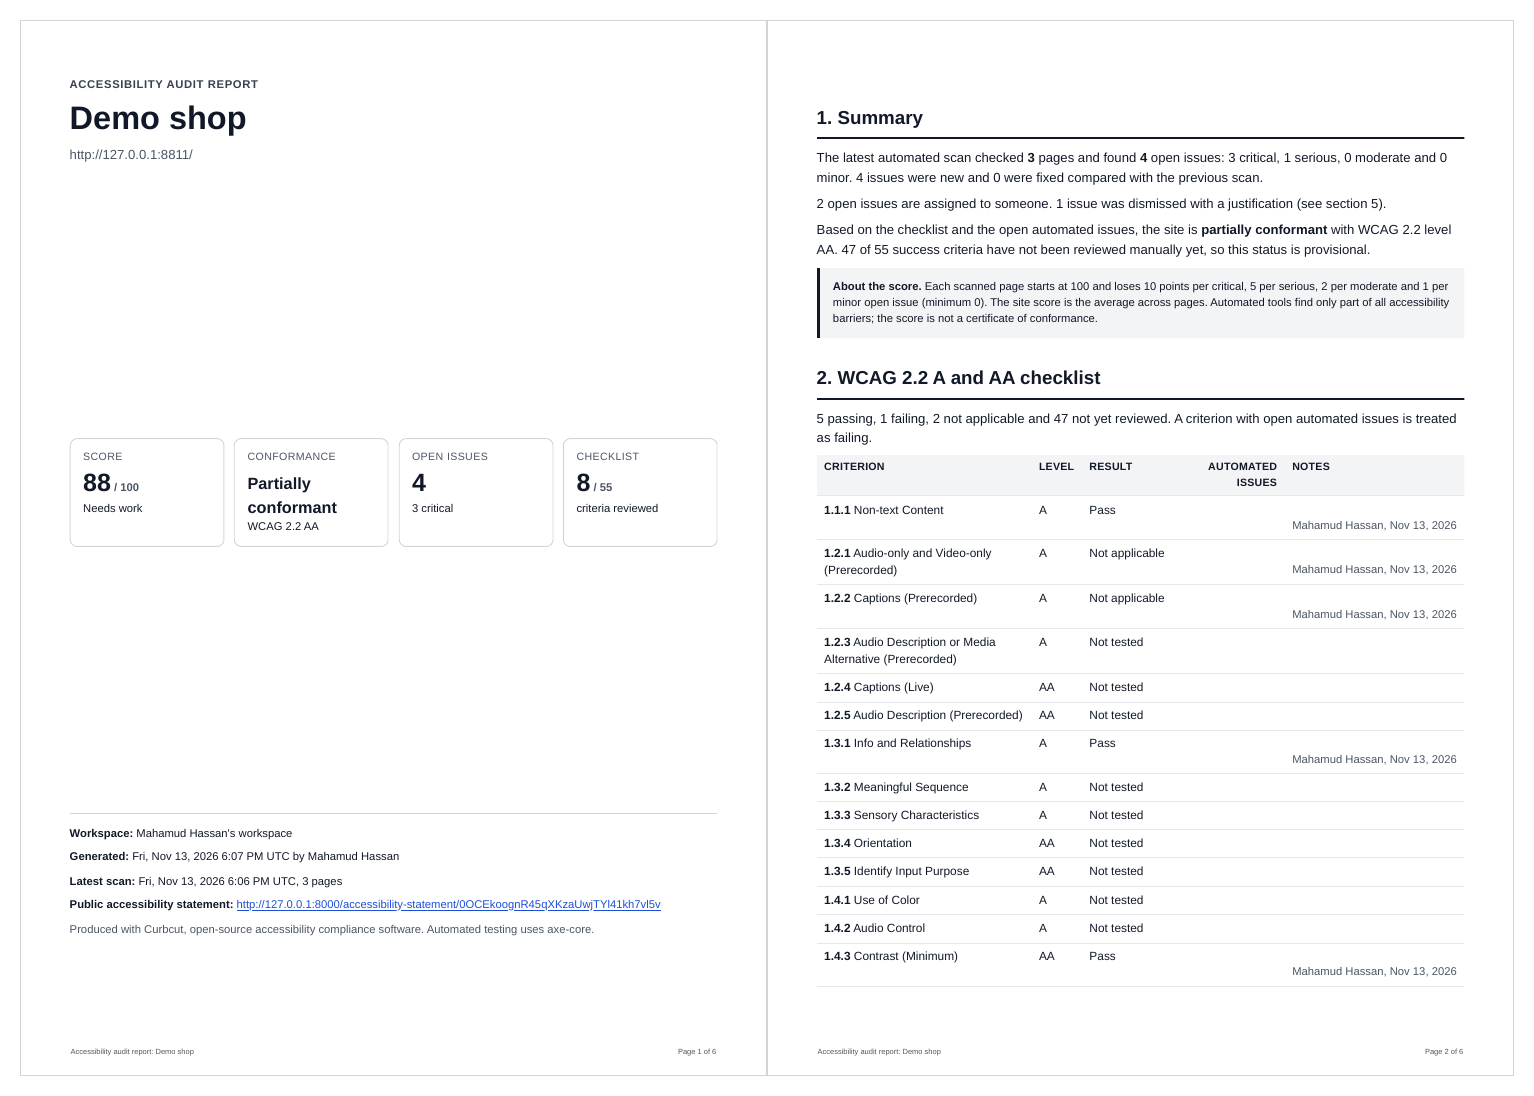 ACCESSIBILITY AUDIT REPORT
Demo shop
http://127.0.0.1:8811/
SCORE
88 / 100
Needs work
CONFORMANCE
Partially
conformant
WCAG 2.2 AA
OPEN ISSUES
4
3 critical
CHECKLIST
8 / 55
criteria reviewed
Workspace: Mahamud Hassan's workspace
Generated: Fri, Nov 13, 2026 6:07 PM UTC by Mahamud Hassan
Latest scan: Fri, Nov 13, 2026 6:06 PM UTC, 3 pages
Public accessibility statement: http://127.0.0.1:8000/accessibility-statement/0OCEkoognR45qXKzaUwjTYl41kh7vl5v
Produced with Curbcut, open-source accessibility compliance software. Automated testing uses axe-core.
Accessibility audit report: Demo shop
Page 1 of 6
1. Summary
The latest automated scan checked 3 pages and found 4 open issues: 3 critical, 1 serious, 0 moderate and 0
minor. 4 issues were new and 0 were fixed compared with the previous scan.
2 open issues are assigned to someone. 1 issue was dismissed with a justification (see section 5).
Based on the checklist and the open automated issues, the site is partially conformant with WCAG 2.2 level
AA. 47 of 55 success criteria have not been reviewed manually yet, so this status is provisional.
About the score. Each scanned page starts at 100 and loses 10 points per critical, 5 per serious, 2 per moderate and 1 per
minor open issue (minimum 0). The site score is the average across pages. Automated tools find only part of all accessibility
barriers; the score is not a certificate of conformance.
2. WCAG 2.2 A and AA checklist
5 passing, 1 failing, 2 not applicable and 47 not yet reviewed. A criterion with open automated issues is treated
as failing.
CRITERION LEVEL RESULT AUTOMATED NOTES
ISSUES
1.1.1 Non-text Content A Pass
Mahamud Hassan, Nov 13, 2026
1.2.1 Audio-only and Video-only A Not applicable
(Prerecorded) Mahamud Hassan, Nov 13, 2026
1.2.2 Captions (Prerecorded) A Not applicable
Mahamud Hassan, Nov 13, 2026
1.2.3 Audio Description or Media A Not tested
Alternative (Prerecorded)
1.2.4 Captions (Live) AA Not tested
1.2.5 Audio Description (Prerecorded) AA Not tested
1.3.1 Info and Relationships A Pass
Mahamud Hassan, Nov 13, 2026
1.3.2 Meaningful Sequence A Not tested
1.3.3 Sensory Characteristics A Not tested
1.3.4 Orientation AA Not tested
1.3.5 Identify Input Purpose AA Not tested
1.4.1 Use of Color A Not tested
1.4.2 Audio Control A Not tested
1.4.3 Contrast (Minimum) AA Pass
Mahamud Hassan, Nov 13, 2026
Accessibility audit report: Demo shop
Page 2 of 6